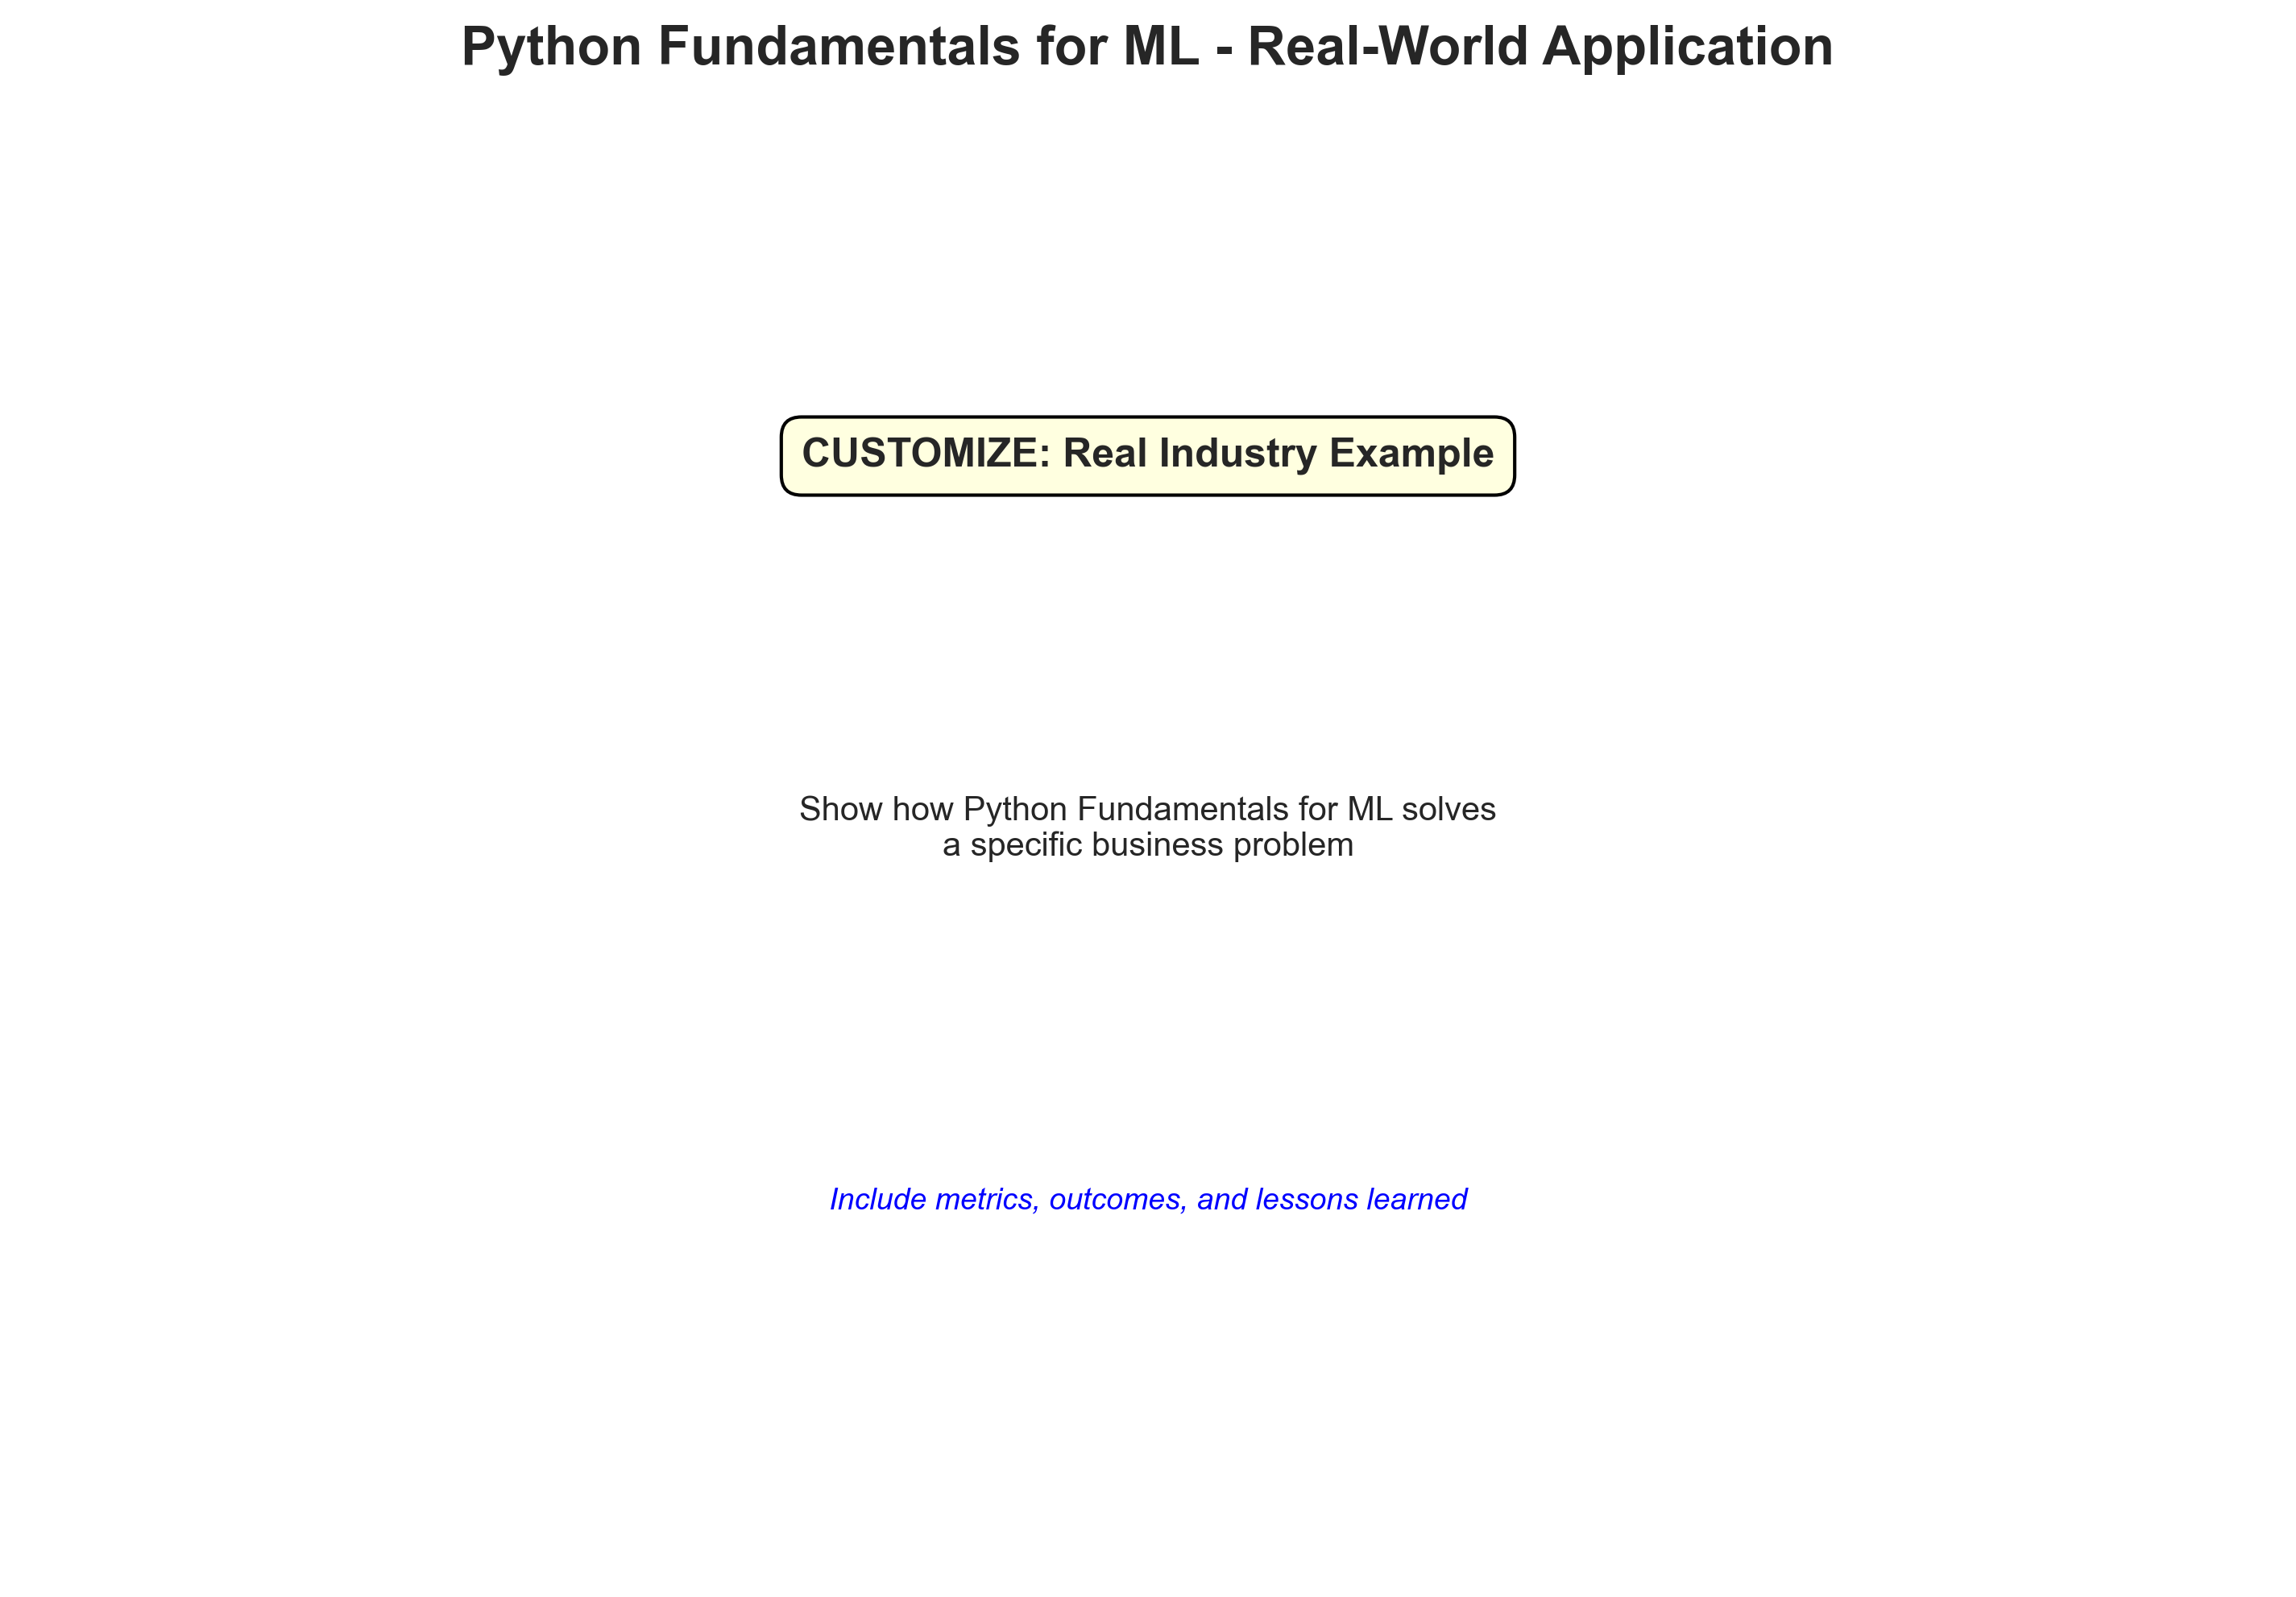 Python Fundamentals for ML - Real-World Application
CUSTOMIZE: Real Industry Example
Show how Python Fundamentals for ML solves
a specific business problem
Include metrics, outcomes, and lessons learned